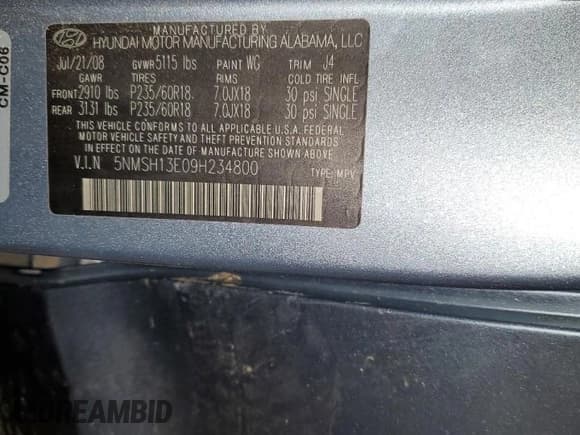 MANUFACTURED BY
HYUNDAI MOTOR MANUFACTURING ALABAMA, LLC
Jul/21/08 GVWR 5115 lbs PAINT WG TRIM J4
GAWR TIRES RIMS COLD TIRE INFL
FRONT 2910 lbs P235/60R18 7.0JX18 30 psi SINGLE
REAR 3131 lbs P235/60R18 7.0JX18 30 psi SINGLE
THIS VEHICLE CONFORMS TO ALL APPLICABLE U.S.A FEDERAL
MOTOR VEHICLE SAFETY AND THEFT PREVENTION STANDARDS
IN EFFECT ON THE DATE OF MANUFACTURE SHOWN ABOVE.
V.I.N 5NMSH13E09H234800
TYPE: MPV
CM-C06
DREAMBID